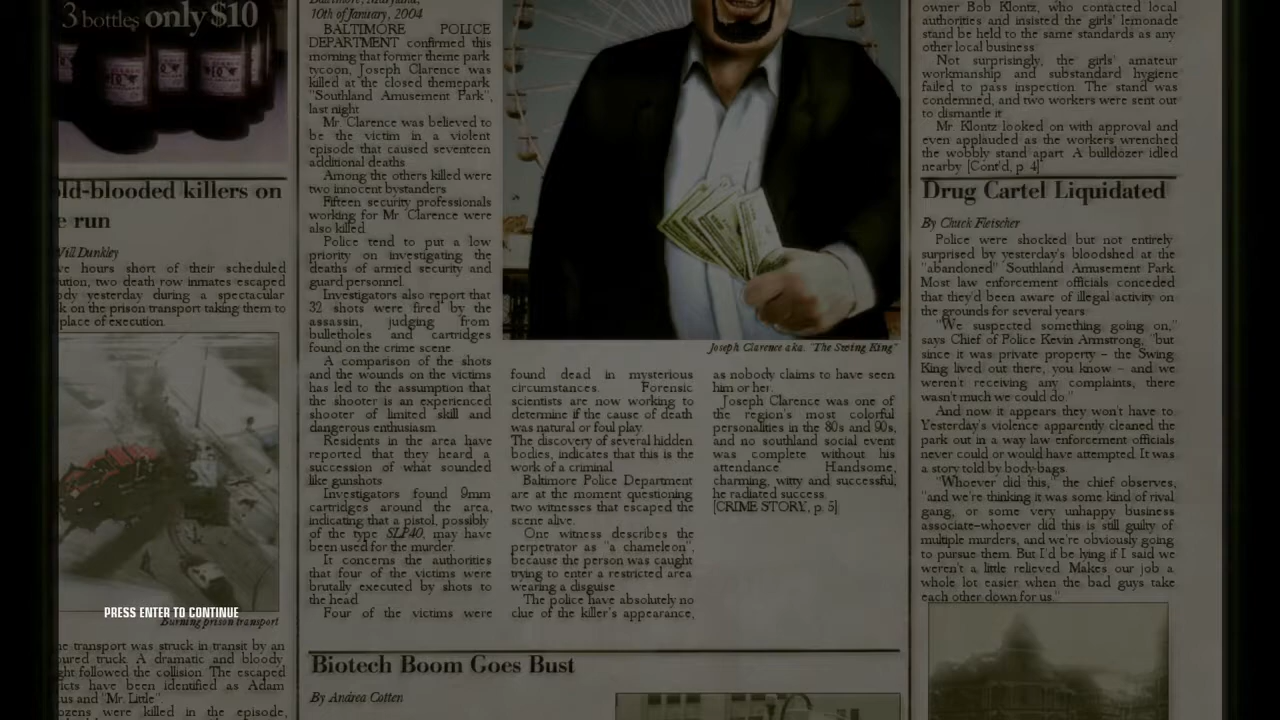 3 bottles only $10
old-blooded killers on
e run
Will Dunkley
ve hours short of their scheduled
ution, two death row inmates escaped
ody yesterday during a spectacular
k on the prison transport taking them to
place of execution.
PRESS ENTER TO CONTINUE
Burning prison transport
he transport was struck in transit by an
oured truck. A dramatic and bloody
ght followed the collision. The escaped
icts have been identified as Adam
us and "Mr. Little".
ozens were killed in the episode,
Baltimore, Maryland,
10th of January, 2004
BALTIMORE POLICE
DEPARTMENT confirmed this
morning that former theme park
tycoon, Joseph Clarence was
killed at the closed themepark
"Southland Amusement Park",
last night
Mr. Clarence was believed to
be the victim in a violent
episode that caused seventeen
additional deaths
Among the others killed were
two innocent bystanders
Fifteen security professionals
working for Mr Clarence were
also killed
Police tend to put a low
priority on investigating the
deaths of armed security and
guard personnel.
Investigators also report that
32 shots were fired by the
assassin, judging from
bulletholes and cartridges
found on the crime scene
A comparison of the shots
and the wounds on the victims
has led to the assumption that
the shooter is an experienced
shooter of limited skill and
dangerous enthusiasm
Residents in the area have
reported that they heard a
succession of what sounded
like gunshots
Investigators found 9mm
cartridges around the area,
indicating that a pistol, possibly
of the type SLP40, may have
been used for the murder.
It concerns the authorities
that four of the victims were
brutally executed by shots to
the head
Four of the victims were
Joseph Clarence aka. "The Swing King"
found dead in mysterious
circumstances. Forensic
scientists are now working to
determine if the cause of death
was natural or foul play.
The discovery of several hidden
bodies, indicates that this is the
work of a criminal.
Baltimore Police Department
are at the moment questioning
two witnesses that escaped the
scene alive.
One witness describes the
perpetrator as "a chameleon",
because the person was caught
trying to enter a restricted area
wearing a disguise
The police have absolutely no
clue of the killer's appearance,
as nobody claims to have seen
him or her.
Joseph Clarence was one of
the region's most colorful
personalities in the 80s and 90s,
and no southland social event
was complete without his
attendance Handsome,
charming, witty and successful,
he radiated success.
[CRIME STORY, p. 5]
Biotech Boom Goes Bust
By Andrea Cotten
owner Bob Klontz, who contacted local
authorities and insisted the girls' lemonade
stand be held to the same standards as any
other local business
Not surprisingly, the girls' amateur
workmanship and substandard hygiene
failed to pass inspection. The stand was
condemned, and two workers were sent out
to dismantle it
Mr. Klontz looked on with approval and
even applauded as the workers wrenched
the wobbly stand apart A bulldozer idled
nearby [Cont'd, p 4]
Drug Cartel Liquidated
By Chuck Fleischer
Police were shocked but not entirely
surprised by yesterday's bloodshed at the
"abandoned" Southland Amusement Park.
Most law enforcement officials conceded
that they'd been aware of illegal activity on
the grounds for several years
"We suspected something going on,"
says Chief of Police Kevin Armstrong, "but
since it was private property – the Swing
King lived out there, you know – and we
weren't receiving any complaints, there
wasn't much we could do."
And now it appears they won't have to
Yesterday's violence apparently cleaned the
park out in a way law enforcement officials
never could or would have attempted. It was
a story told by body-bags.
"Whoever did this," the chief observes,
"and we're thinking it was some kind of rival
gang, or some very unhappy business
associate–whoever did this is still guilty of
multiple murders, and we're obviously going
to pursue them. But I'd be lying if I said we
weren't a little relieved. Makes our job a
whole lot easier when the bad guys take
each other down for us."